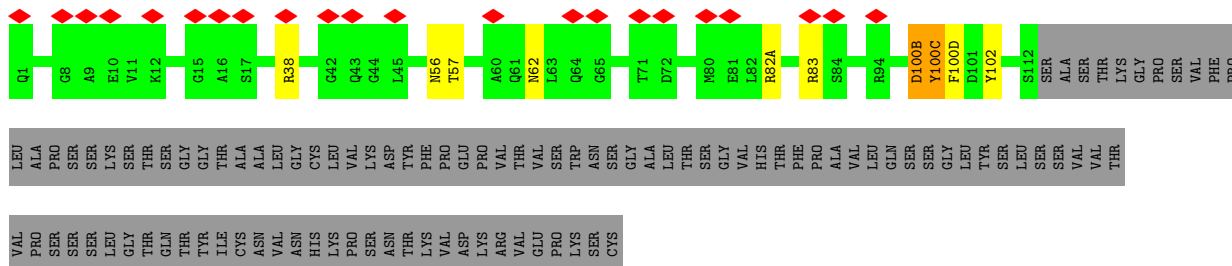 Q1 G8 A9 E10 V11 K12 G15 A16 S17 R38 G42 Q43 G44 L45 N56 T57 A60 Q61 N62 L63 Q64 G65 T71 D72 M80 E81 L82 R82A R83 S84 R94 D100B Y100C F100D D101 Y102 S112 SER ALA SER THR LYS GLY PRO SER VAL PHE PRO
LEU ALA PRO SER SER LYS SER THR SER GLY GLY THR ALA ALA LEU GLY CYS LEU VAL LYS ASP TYR PHE PRO GLU PRO VAL THR VAL SER TRP ASN SER GLY ALA LEU THR SER GLY VAL HIS THR PHE PRO ALA VAL LEU GLN SER SER GLY LEU TYR SER LEU SER SER VAL VAL THR
VAL PRO SER SER SER LEU GLY THR GLN THR TYR ILE CYS ASN VAL ASN HIS LYS PRO SER ASN THR LYS VAL ASP LYS ARG VAL GLU PRO LYS SER CYS